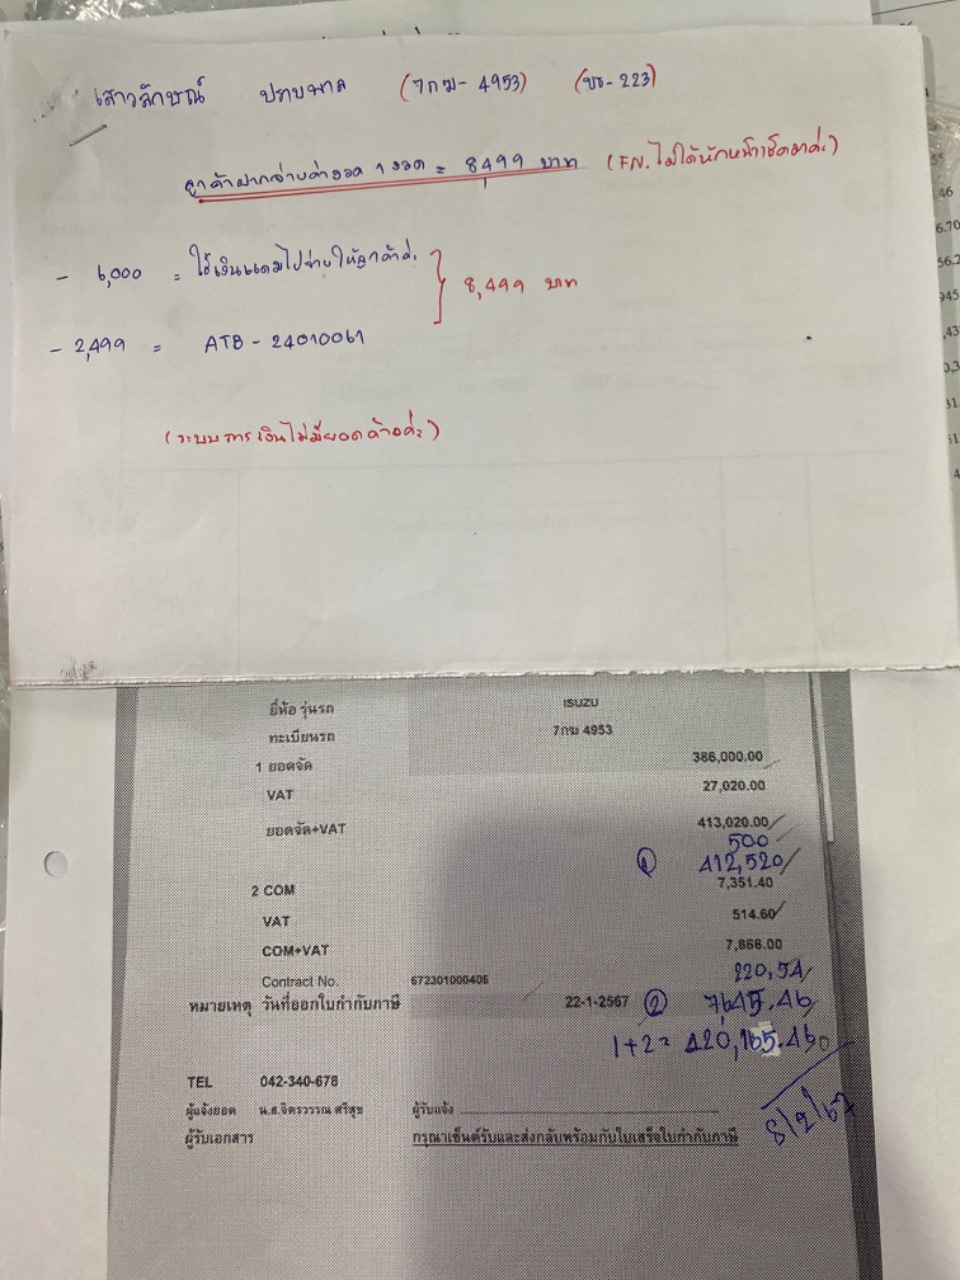 เสาวลักษณ์ ปราบพาล (7กฆ-4953) (ขธ-223)
ลูกค้าฝากจ่ายค่างวด 1 งวด = 8499 บาท (FN.ไม่ได้หักหน้าเช็คมาค่ะ)
- 6,000 = ใช้เงินแถมไปจ่ายให้ลูกค้าค่ะ
8,499 บาท
- 2,499 = ATB-24010061
(ระบบการเงินไม่มียอดค้างค่ะ)
ยี่ห้อ รุ่นรถ ISUZU
ทะเบียนรถ 7กฆ 4953
1 ยอดจัด 386,000.00
VAT 27,020.00
ยอดจัด+VAT 413,020.00
500
① 412,520
2 COM 7,351.40
VAT 514.60
COM+VAT 7,866.00
220,54
Contract No. 672301000406
หมายเหตุ วันที่ออกใบกำกับภาษี 22-1-2567 ② 7645.46
1+2= 420,165.46
TEL 042-340-678
ผู้แจ้งยอด น.ส.จิตรวรรณ ศรีสุข ผู้รับแจ้ง
8/2/67
ผู้รับเอกสาร กรุณาเซ็นต์รับและส่งกลับพร้อมกับใบเสร็จใบกำกับภาษี